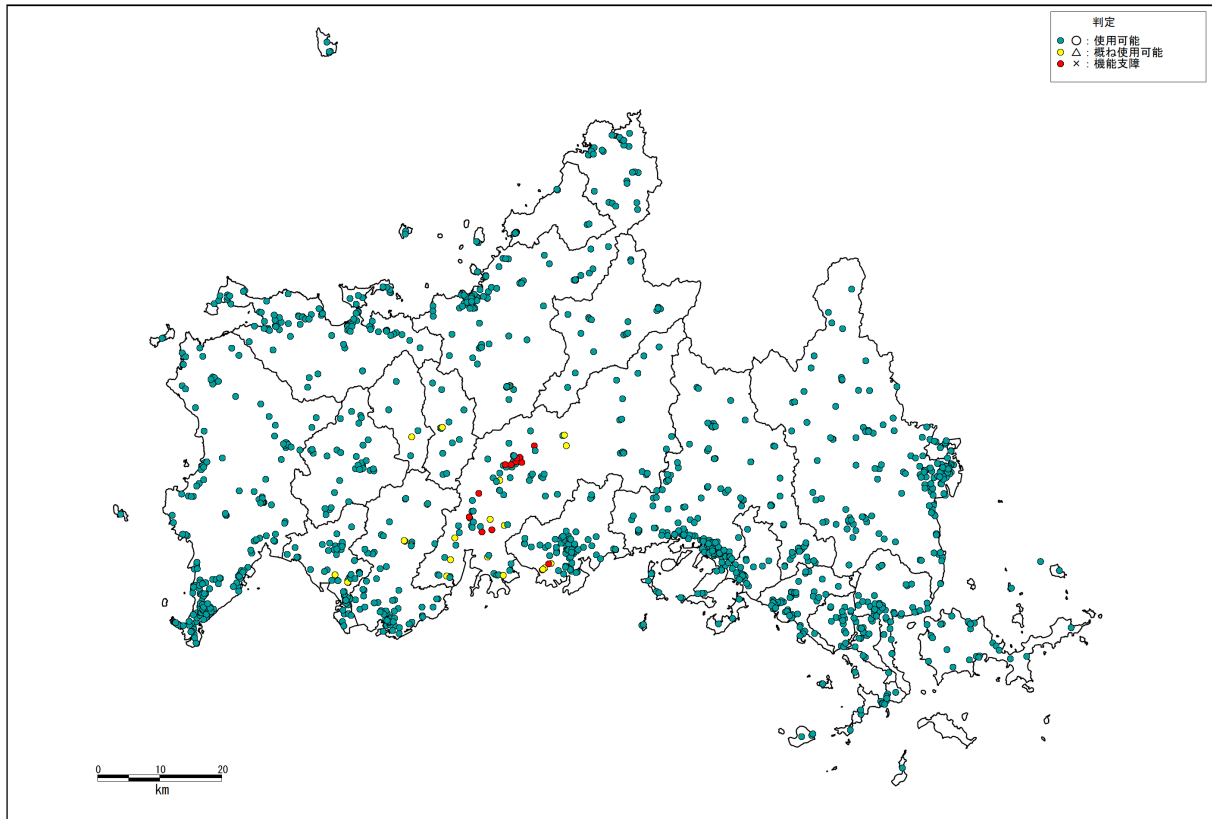 判定
○ : 使用可能
△ : 概ね使用可能
× : 機能支障
0 10 20
km